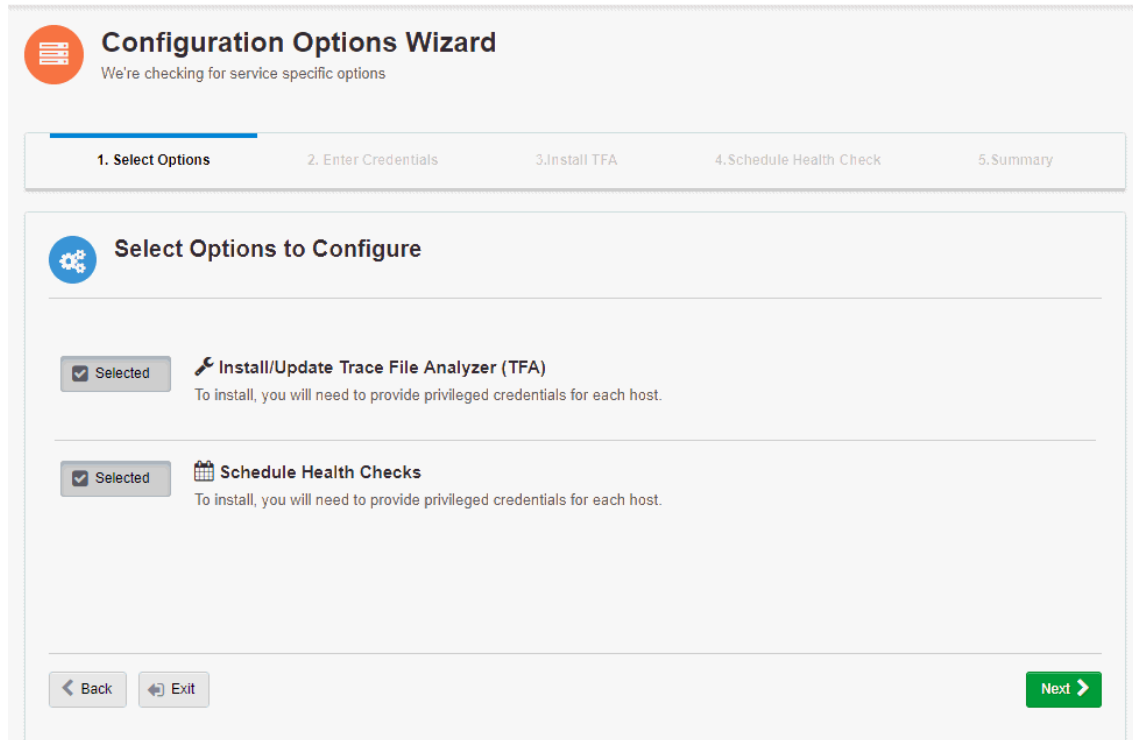 Configuration Options Wizard
We're checking for service specific options
1. Select Options
2. Enter Credentials
3.Install TFA
4.Schedule Health Check
5.Summary
Select Options to Configure
Selected
Install/Update Trace File Analyzer (TFA)
To install, you will need to provide privileged credentials for each host.
Selected
Schedule Health Checks
To install, you will need to provide privileged credentials for each host.
Back
Exit
Next